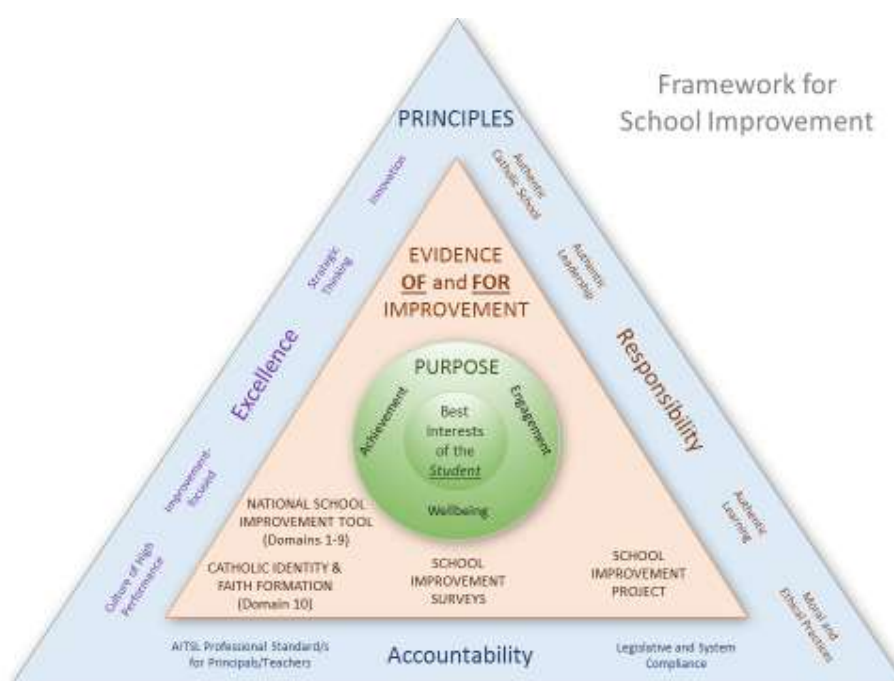 Framework for
School Improvement
PRINCIPLES
Innovation
Strategic
Thinking
Excellence
Improvement-
focused
Culture of High
Performance
Authentic
Catholic School
Authentic
Leadership
Responsibility
Authentic
Learning
Moral and
Ethical Practices
EVIDENCE
OF and FOR
IMPROVEMENT
PURPOSE
Achievement
Engagement
Best
Interests
of the
Student
Wellbeing
NATIONAL SCHOOL
IMPROVEMENT TOOL
(Domains 1-9)
CATHOLIC IDENTITY &
FAITH FORMATION
(Domain 10)
SCHOOL
IMPROVEMENT
SURVEYS
SCHOOL
IMPROVEMENT
PROJECT
AITSL Professional Standard/s
for Principals/Teachers
Accountability
Legislative and System
Compliance